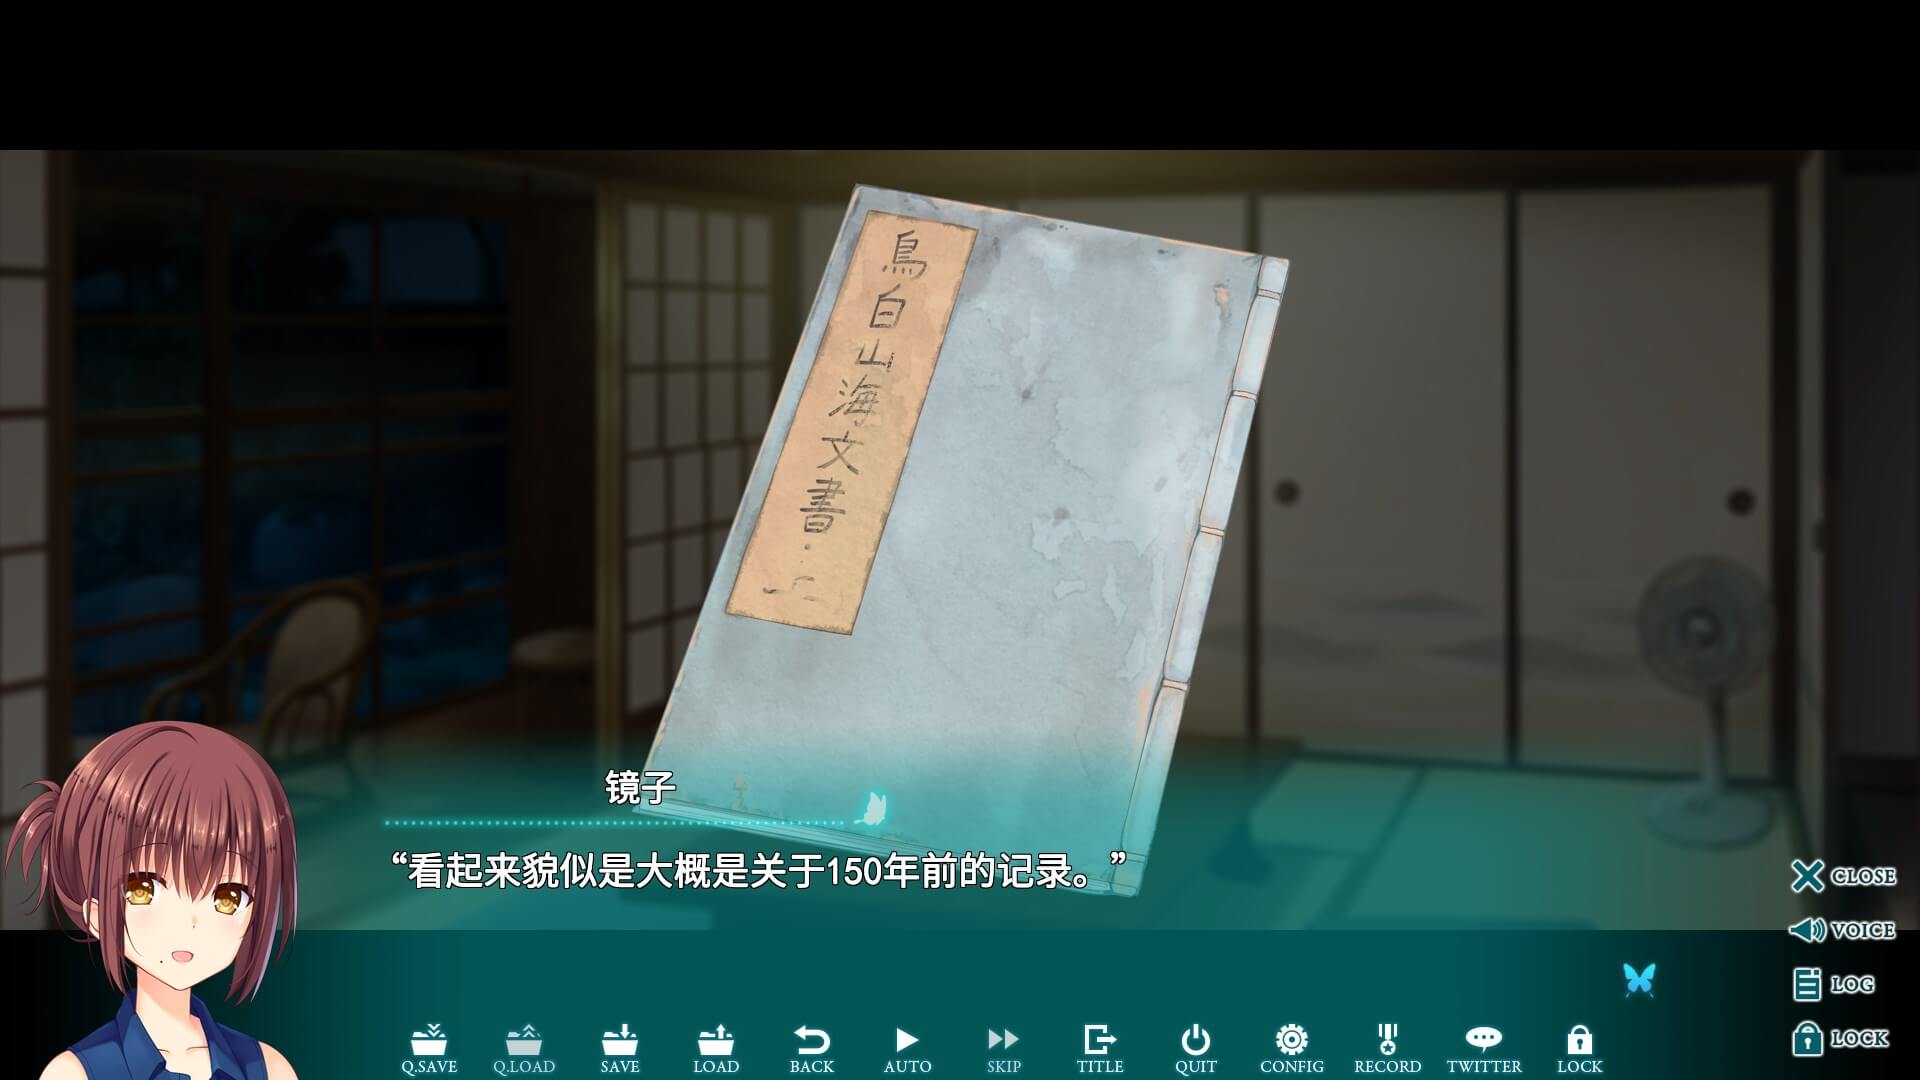 鳥白山海文書・上
镜子
“看起来貌似是大概是关于150年前的记录。”
CLOSE
VOICE
LOG
LOCK
Q.SAVE Q.LOAD SAVE LOAD BACK AUTO SKIP TITLE QUIT CONFIG RECORD TWITTER LOCK